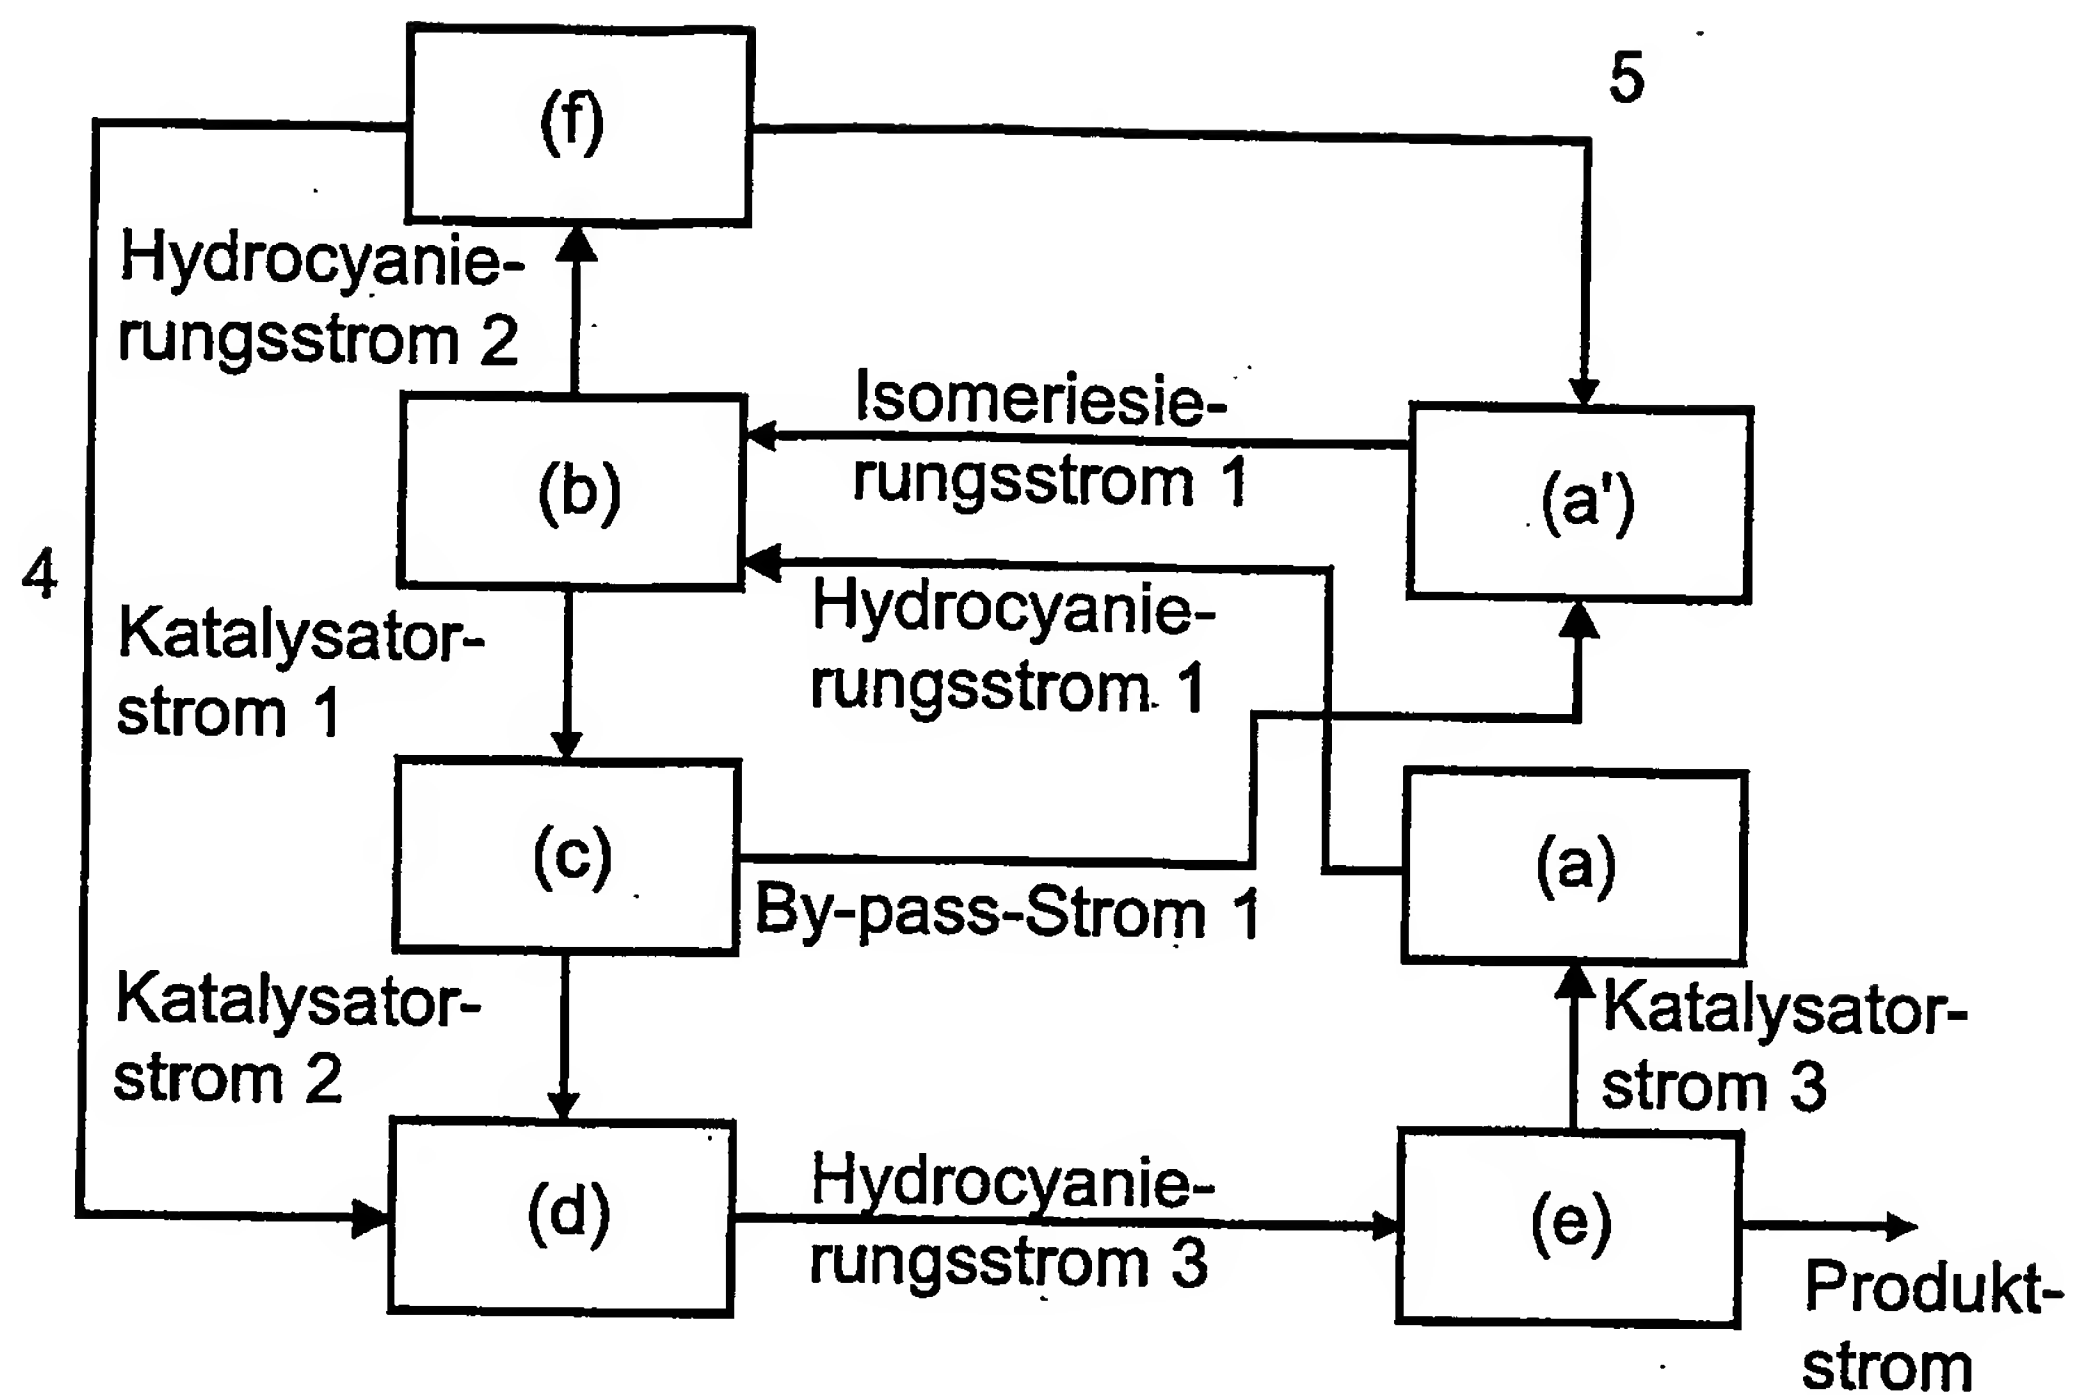 (f)
5
Hydrocyanie-
rungsstrom 2
Isomeriesie-
rungsstrom 1
(b)
(a')
4
Hydrocyanie-
rungsstrom 1
Katalysator-
strom 1
(c)
(a)
By-pass-Strom 1
Katalysator-
strom 2
Katalysator-
strom 3
(d)
Hydrocyanie-
rungsstrom 3
(e)
Produkt-
strom